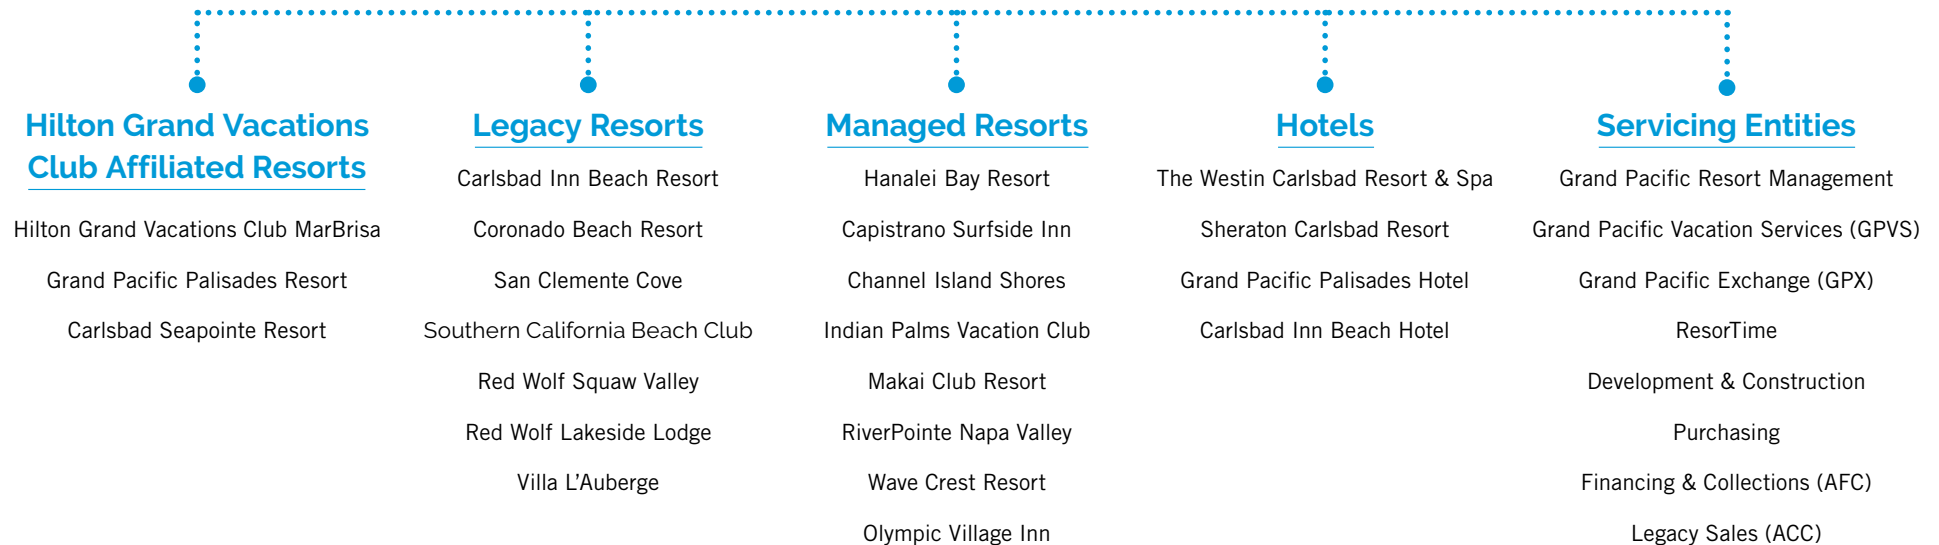 Hilton Grand Vacations
Club Affiliated Resorts
Hilton Grand Vacations Club MarBrisa
Grand Pacific Palisades Resort
Carlsbad Seapointe Resort
Legacy Resorts
Carlsbad Inn Beach Resort
Coronado Beach Resort
San Clemente Cove
Southern California Beach Club
Red Wolf Squaw Valley
Red Wolf Lakeside Lodge
Villa L’Auberge
Managed Resorts
Hanalei Bay Resort
Capistrano Surfside Inn
Channel Island Shores
Indian Palms Vacation Club
Makai Club Resort
RiverPointe Napa Valley
Wave Crest Resort
Olympic Village Inn
Hotels
The Westin Carlsbad Resort & Spa
Sheraton Carlsbad Resort
Grand Pacific Palisades Hotel
Carlsbad Inn Beach Hotel
Servicing Entities
Grand Pacific Resort Management
Grand Pacific Vacation Services (GPVS)
Grand Pacific Exchange (GPX)
ResorTime
Development & Construction
Purchasing
Financing & Collections (AFC)
Legacy Sales (ACC)